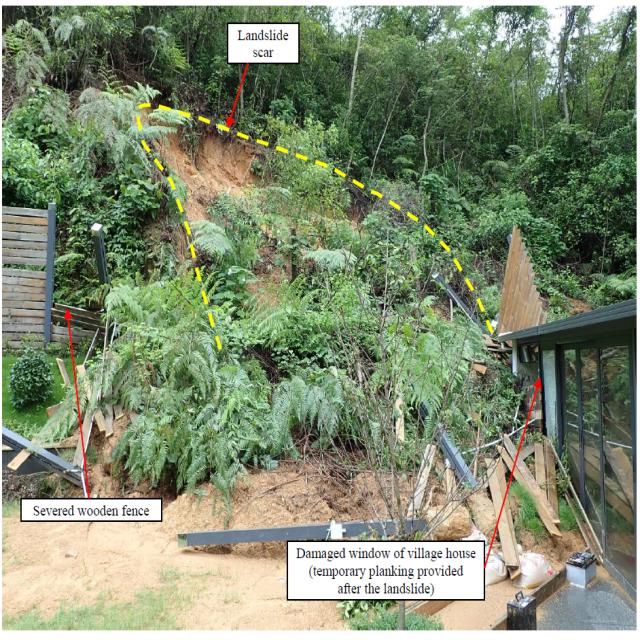 Landslide
scar
Severed wooden fence
Damaged window of village house
(temporary planking provided
after the landslide)